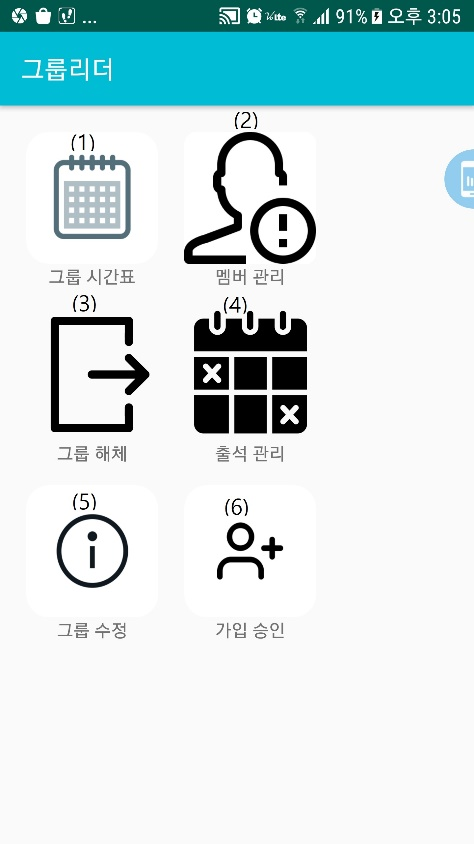 ... 91% 오후 3:05
그룹리더
(1) (2)
그룹 시간표 멤버 관리
(3) (4)
그룹 해체 출석 관리
(5) (6)
그룹 수정 가입 승인